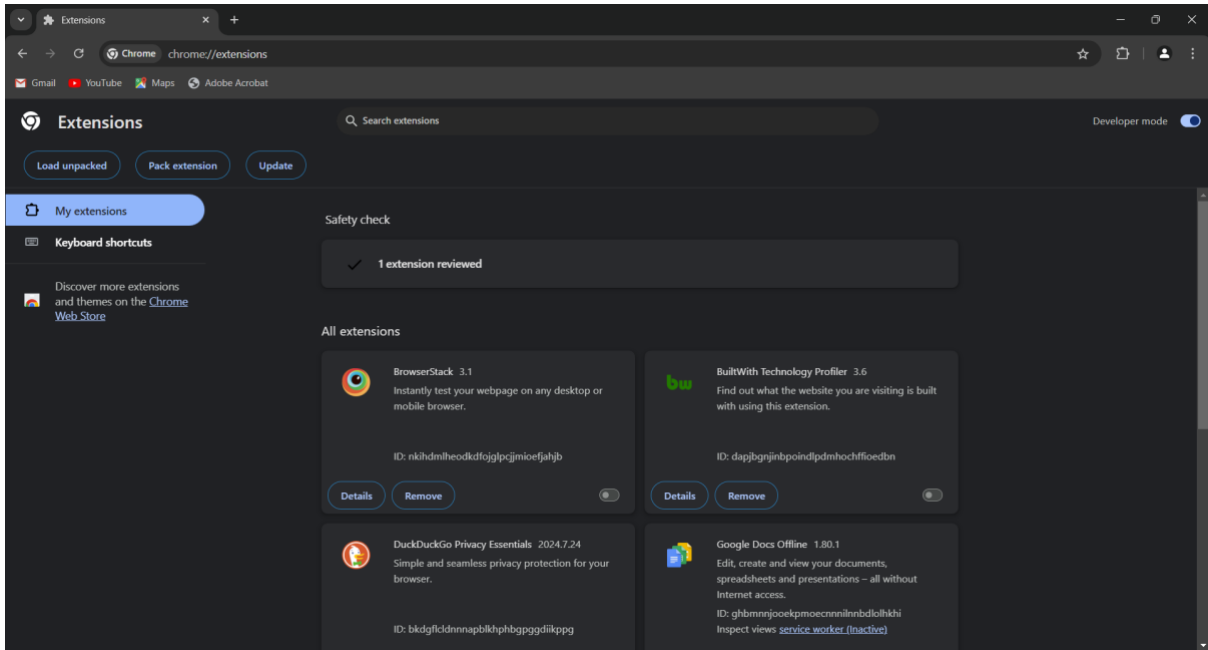 Extensions
Chrome chrome://extensions
Gmail YouTube Maps Adobe Acrobat
Extensions
Search extensions
Developer mode
Load unpacked Pack extension Update
My extensions
Keyboard shortcuts
Discover more extensions
and themes on the Chrome
Web Store
Safety check
1 extension reviewed
All extensions
BrowserStack 3.1
Instantly test your webpage on any desktop or
mobile browser.
ID: nkihdmlheodkdfojglpcjjmioefjahjb
Details Remove
bw
BuiltWith Technology Profiler 3.6
Find out what the website you are visiting is built
with using this extension.
ID: dapjbgnjinbpoindlpdmhochffioedbn
Details Remove
DuckDuckGo Privacy Essentials 2024.7.24
Simple and seamless privacy protection for your
browser.
ID: bkdgflcldnnnapblkhphbgpggdiikppg
Google Docs Offline 1.80.1
Edit, create and view your documents,
spreadsheets and presentations – all without
Internet access.
ID: ghbmnnjooekpmoecnnnilnnbdlolhkhi
Inspect views service worker (Inactive)